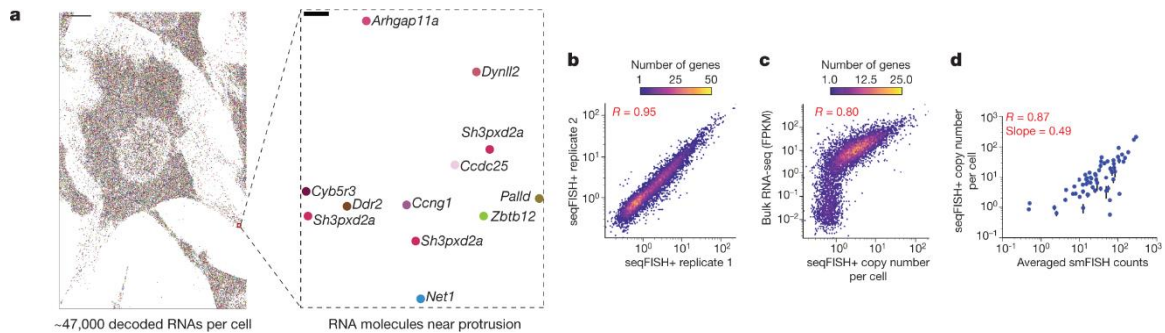 a
Arhgap11a
Dynll2
Sh3pxd2a
Ccdc25
Cyb5r3
Ddr2
Ccng1
Palld
Sh3pxd2a
Zbtb12
Sh3pxd2a
Net1
~47,000 decoded RNAs per cell
RNA molecules near protrusion
b
Number of genes
1 25 50
R = 0.95
seqFISH+ replicate 2
10²
10¹
10⁰
10⁰ 10¹ 10²
seqFISH+ replicate 1
c
Number of genes
1.0 12.5 25.0
R = 0.80
Bulk RNA-seq (FPKM)
10²
10¹
10⁰
10⁻¹
10⁻²
10⁰ 10¹ 10²
seqFISH+ copy number
per cell
d
R = 0.87
Slope = 0.49
seqFISH+ copy number
per cell
10³
10²
10¹
10⁰
10⁻¹
10⁻¹ 10⁰ 10¹ 10² 10³
Averaged smFISH counts